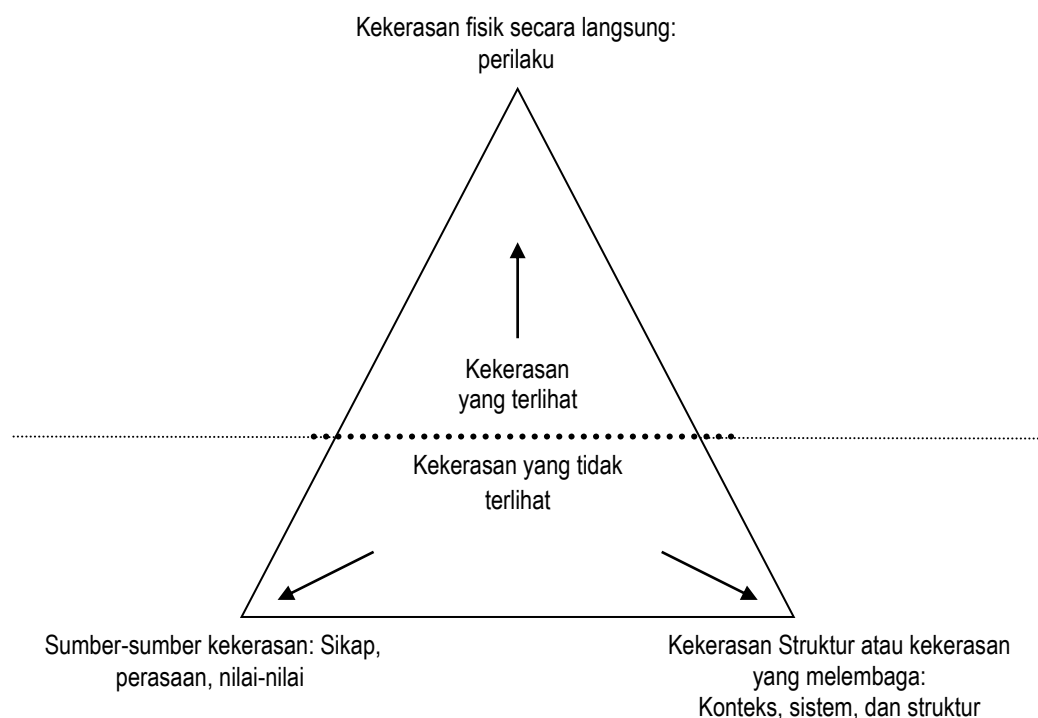 Kekerasan fisik secara langsung:
perilaku
Kekerasan
yang terlihat
Kekerasan yang tidak
terlihat
Sumber-sumber kekerasan: Sikap,
perasaan, nilai-nilai
Kekerasan Struktur atau kekerasan
yang melembaga:
Konteks, sistem, dan struktur